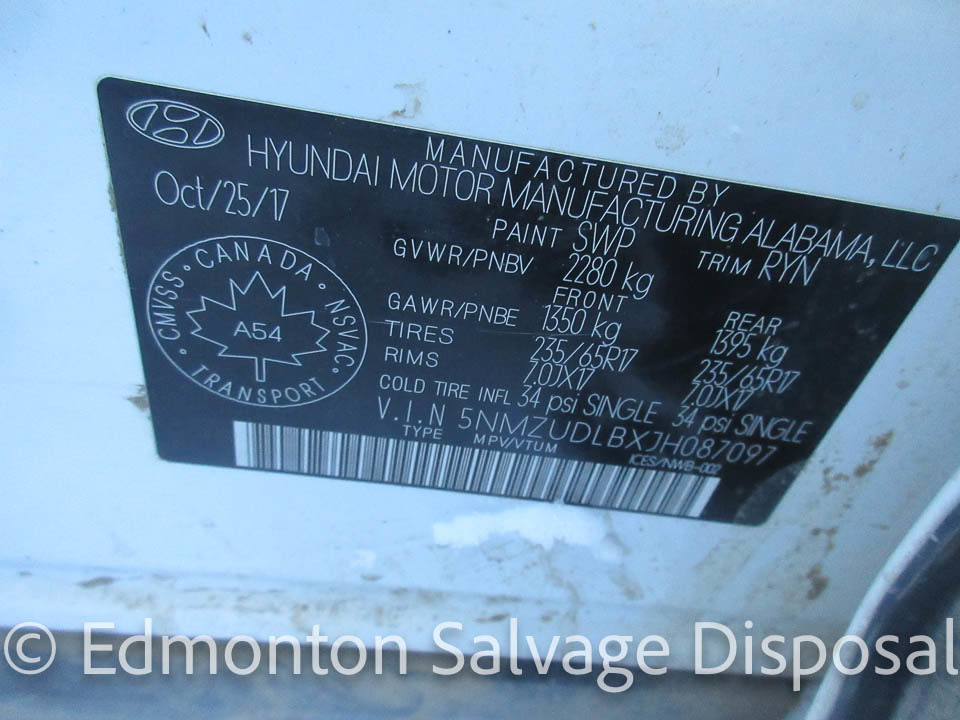 MANUFACTURED BY
HYUNDAI MOTOR MANUFACTURING ALABAMA, LLC
Oct/25/17
PAINT SWP TRIM RYN
GVWR/PNBV 2280 kg
FRONT REAR
GAWR/PNBE 1350 kg 1395 kg
TIRES 235/65R17 235/65R17
RIMS 7.0JX17 7.0JX17
COLD TIRE INFL 34 psi SINGLE 34 psi SINGLE
V.I.N 5NMZUDLBXJH087097
TYPE MPV/VTUM ICES/NWB-002
CMVSS · CANADA · NSVAC
A54
TRANSPORT
© Edmonton Salvage Disposal